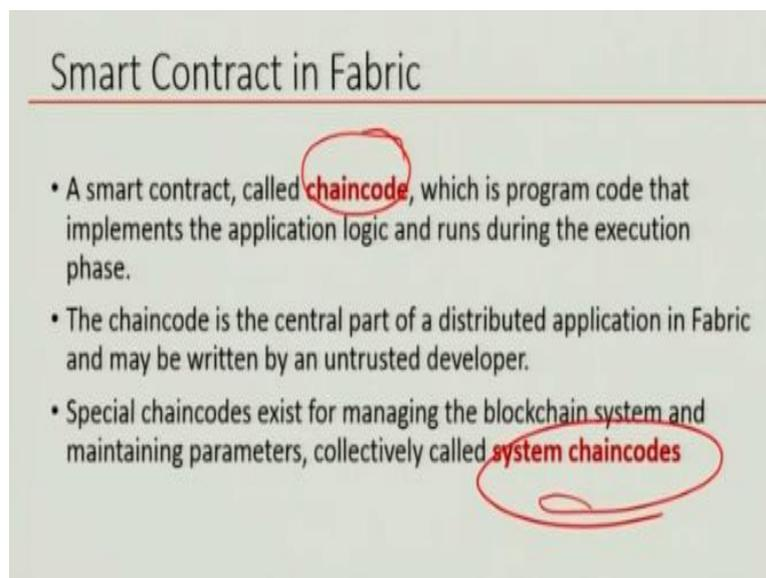 Smart Contract in Fabric
• A smart contract, called chaincode, which is program code that
implements the application logic and runs during the execution
phase.
• The chaincode is the central part of a distributed application in Fabric
and may be written by an untrusted developer.
• Special chaincodes exist for managing the blockchain system and
maintaining parameters, collectively called system chaincodes